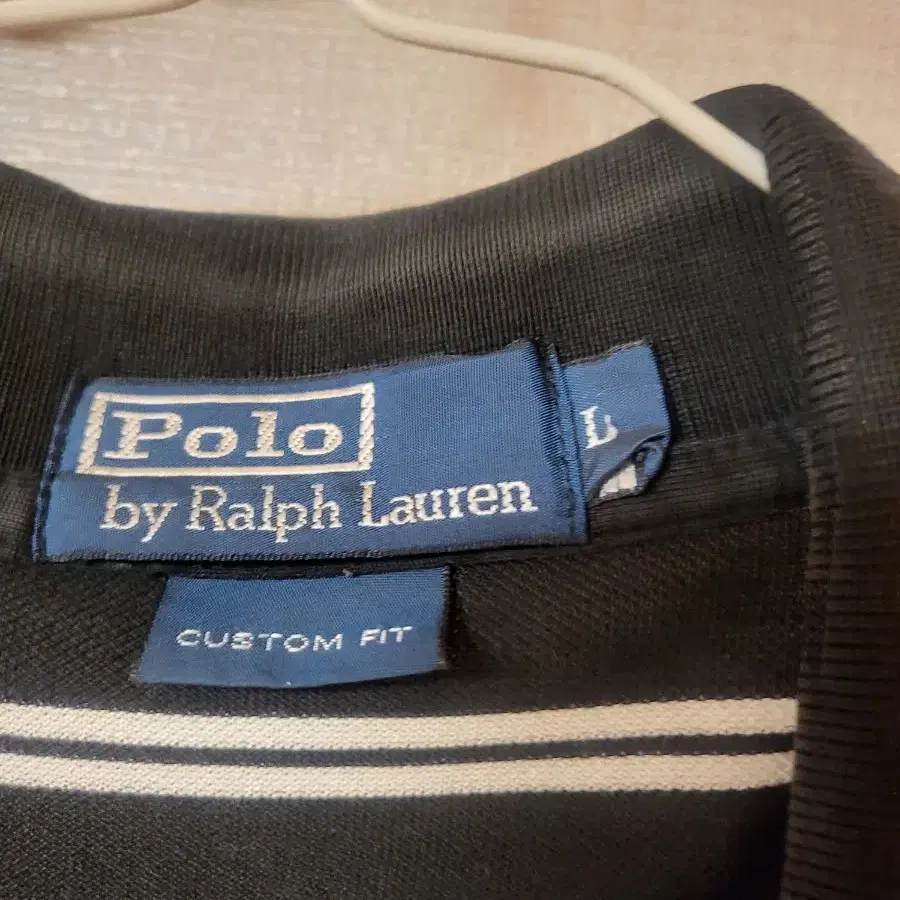 Polo
by Ralph Lauren
L
CUSTOM FIT